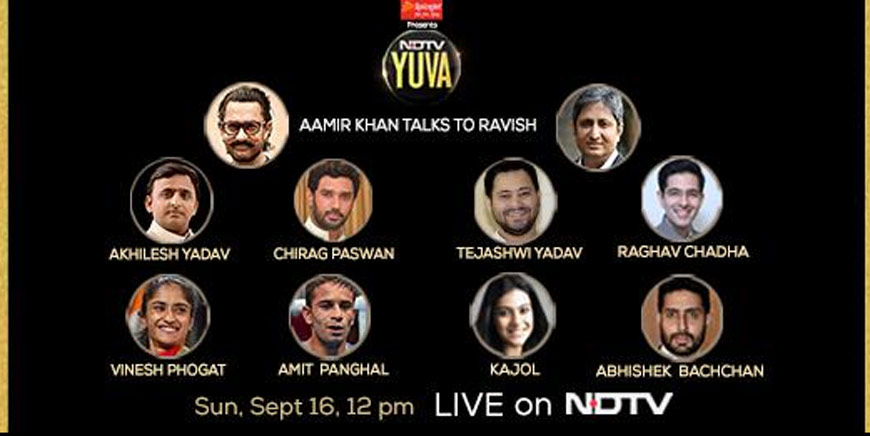 Presents
NDTV
YUVA
AAMIR KHAN TALKS TO RAVISH
AKHILESH YADAV
CHIRAG PASWAN
TEJASHWI YADAV
RAGHAV CHADHA
VINESH PHOGAT
AMIT PANGHAL
KAJOL
ABHISHEK BACHCHAN
Sun, Sept 16, 12 pm LIVE on NDTV